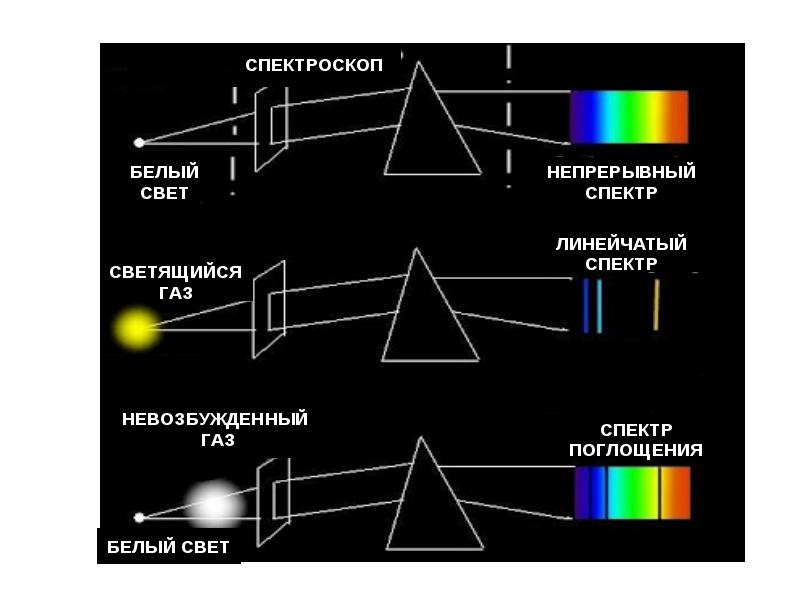 СПЕКТРОСКОП
БЕЛЫЙ
СВЕТ
НЕПРЕРЫВНЫЙ
СПЕКТР
СВЕТЯЩИЙСЯ
ГАЗ
ЛИНЕЙЧАТЫЙ
СПЕКТР
НЕВОЗБУЖДЕННЫЙ
ГАЗ
СПЕКТР
ПОГЛОЩЕНИЯ
БЕЛЫЙ СВЕТ